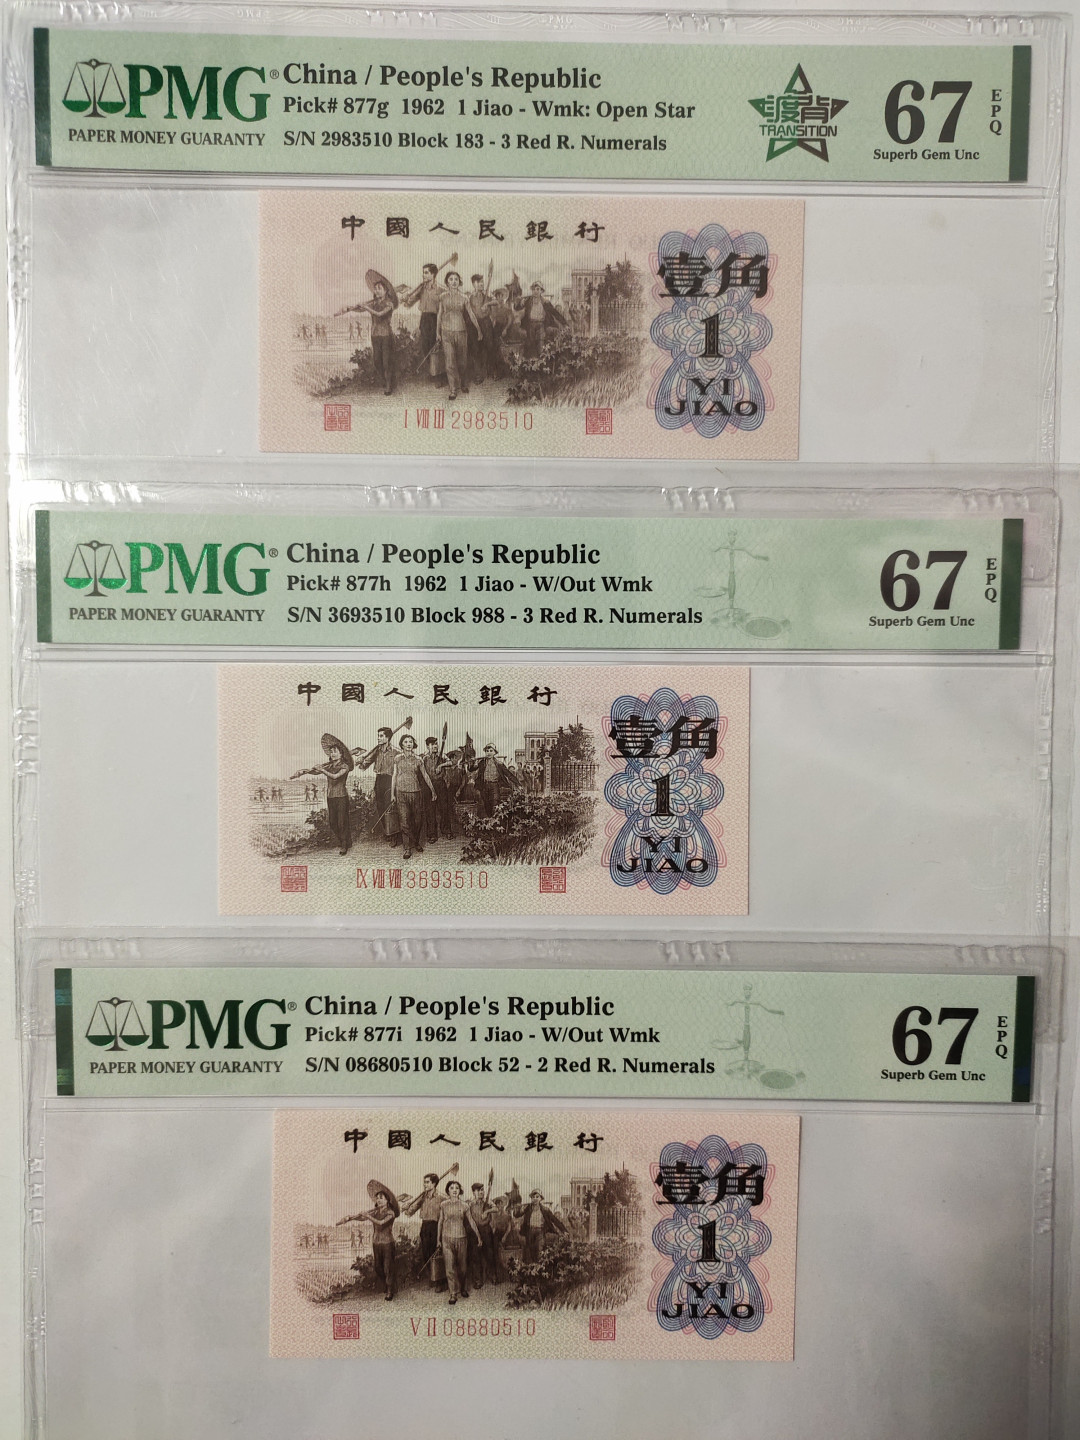 PMG®
PAPER MONEY GUARANTY
China / People's Republic
Pick# 877g 1962 1 Jiao - Wmk: Open Star
S/N 2983510 Block 183 - 3 Red R. Numerals
渡背
TRANSITION
67
EPQ
Superb Gem Unc
中國人民銀行
壹角
1
YI
JIAO
I VIII III 2983510
PMG®
PAPER MONEY GUARANTY
China / People's Republic
Pick# 877h 1962 1 Jiao - W/Out Wmk
S/N 3693510 Block 988 - 3 Red R. Numerals
67
EPQ
Superb Gem Unc
中國人民銀行
壹角
1
YI
JIAO
IX VIII VIII 3693510
PMG®
PAPER MONEY GUARANTY
China / People's Republic
Pick# 877i 1962 1 Jiao - W/Out Wmk
S/N 08680510 Block 52 - 2 Red R. Numerals
67
EPQ
Superb Gem Unc
中國人民銀行
壹角
1
YI
JIAO
V II 08680510